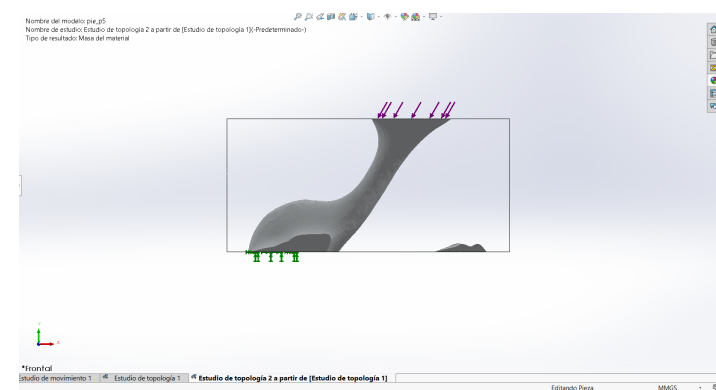 Nombre del modelo: pie_p5
Nombre de estudio: Estudio de topología 2 a partir de [Estudio de topología 1](-Predeterminado-)
Tipo de resultado: Masa del material
Y
X
*Frontal
Estudio de movimiento 1 Estudio de topología 1 Estudio de topología 2 a partir de [Estudio de topología 1]
Editando Pieza MMGS